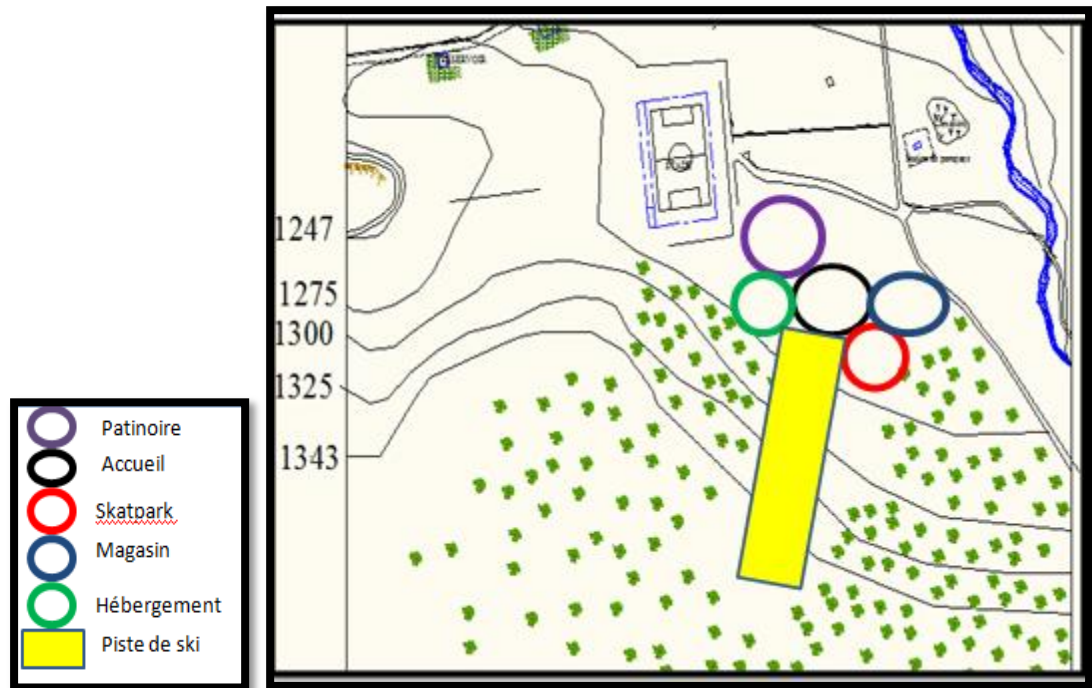 1247
1275
1300
1325
1343
Patinoire
Accueil
Skatpark
Magasin
Hébergement
Piste de ski